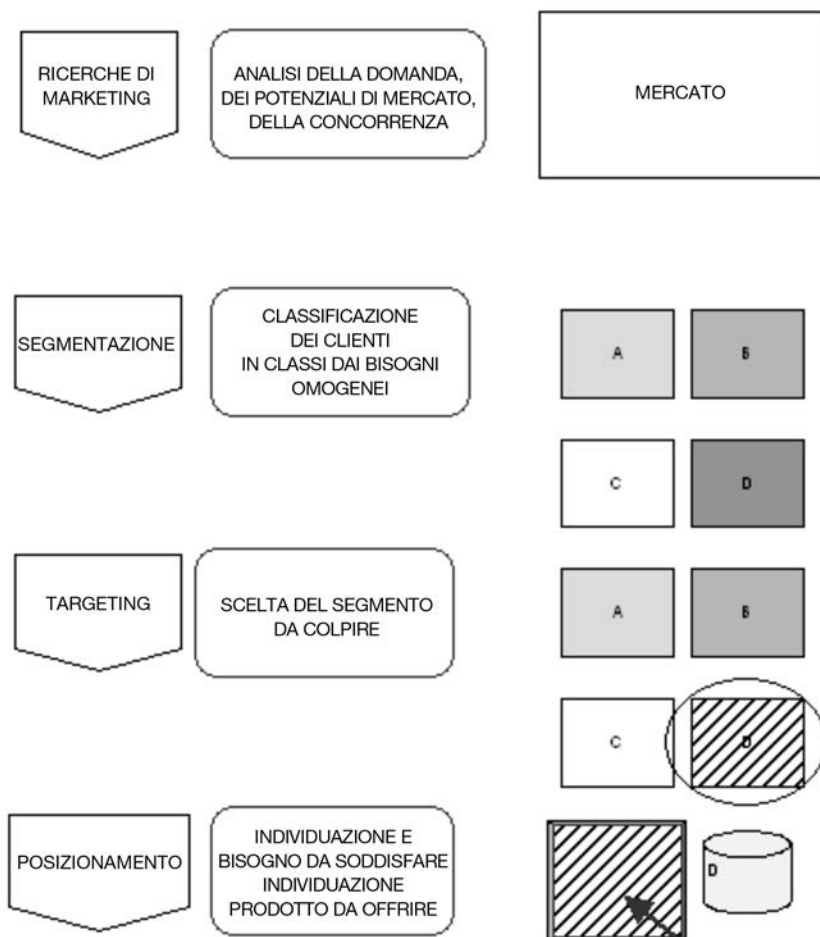 RICERCHE DI
MARKETING
ANALISI DELLA DOMANDA,
DEI POTENZIALI DI MERCATO,
DELLA CONCORRENZA
MERCATO
SEGMENTAZIONE
CLASSIFICAZIONE
DEI CLIENTI
IN CLASSI DAI BISOGNI
OMOGENEI
A
B
C
D
TARGETING
SCELTA DEL SEGMENTO
DA COLPIRE
A
B
C
D
POSIZIONAMENTO
INDIVIDUAZIONE E
BISOGNO DA SODDISFARE
INDIVIDUAZIONE
PRODOTTO DA OFFRIRE
D